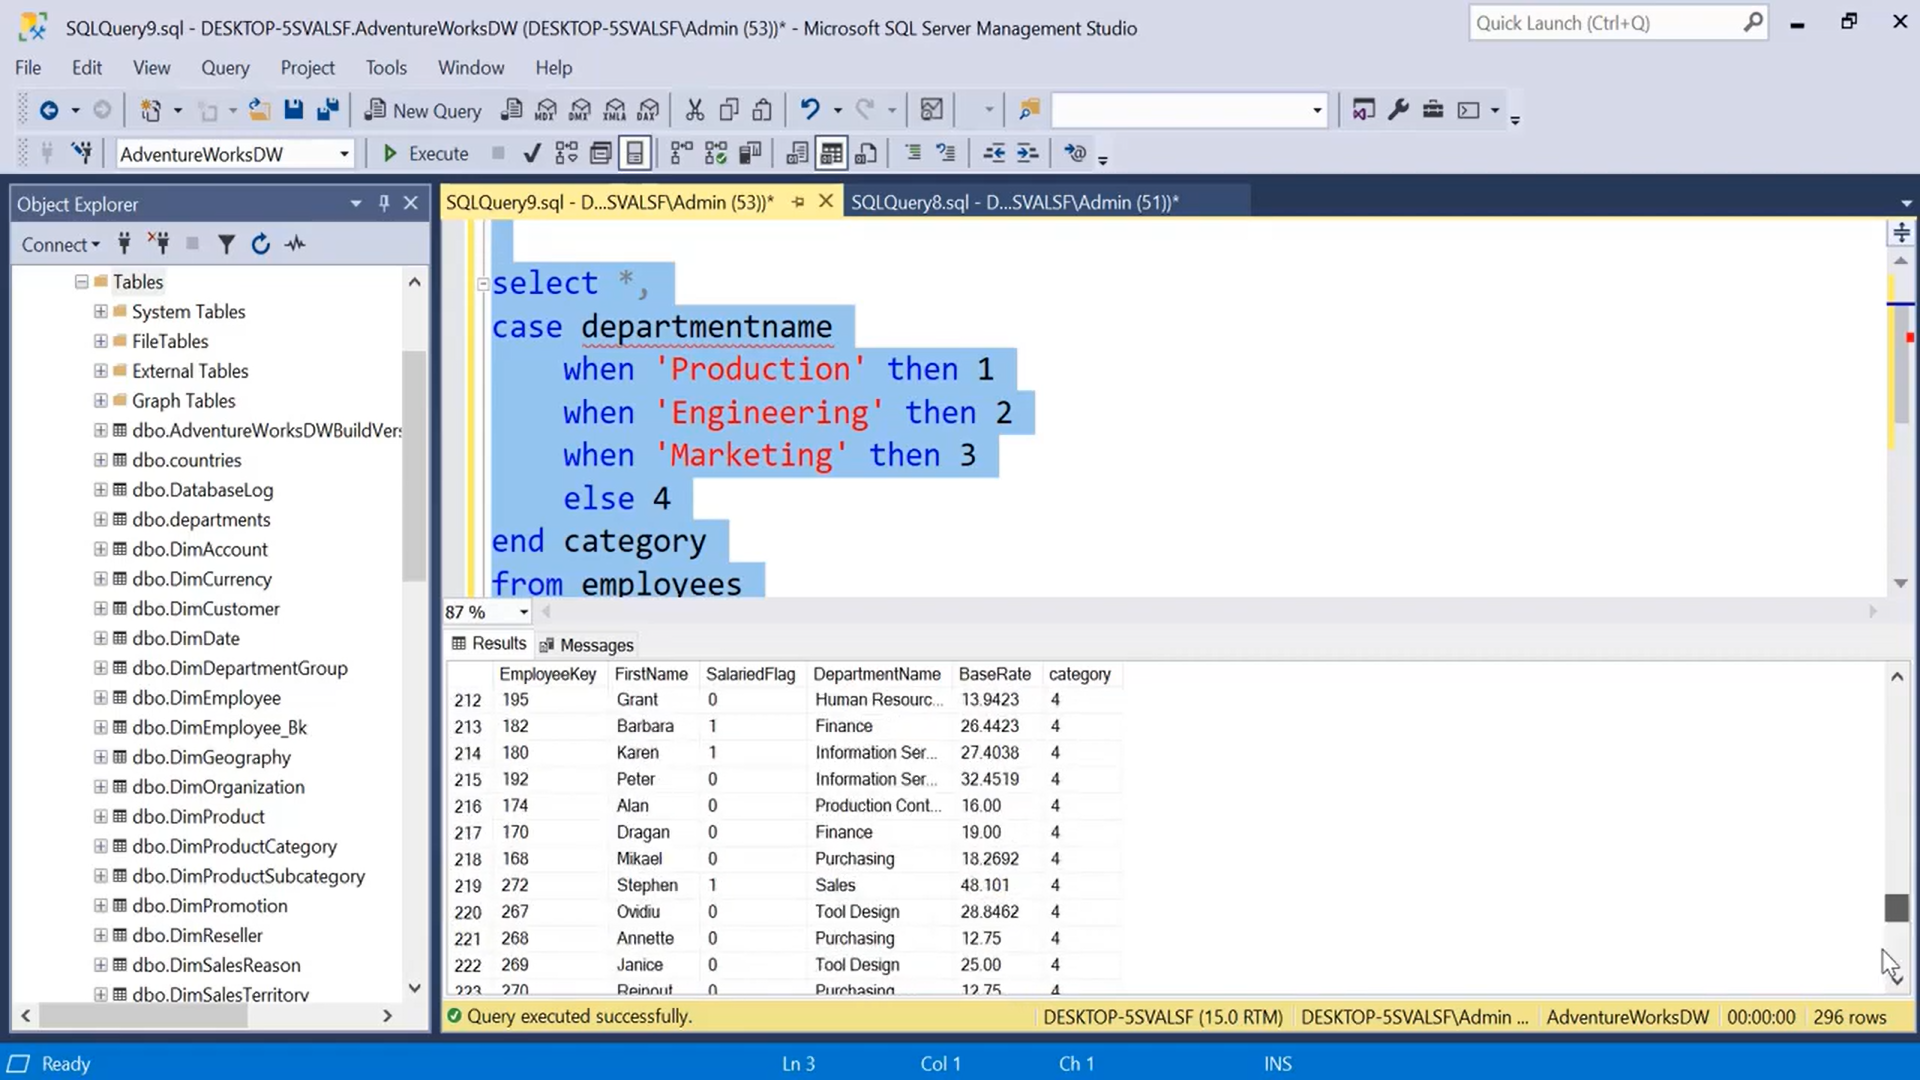 SQLQuery9.sql - DESKTOP-5SVALSF.AdventureWorksDW (DESKTOP-5SVALSF\Admin (53))* - Microsoft SQL Server Management Studio
Quick Launch (Ctrl+Q)
File Edit View Query Project Tools Window Help
New Query MDX DMX XMLA DAX
AdventureWorksDW Execute
Object Explorer
Connect
Tables
System Tables
FileTables
External Tables
Graph Tables
dbo.AdventureWorksDWBuildVer
dbo.countries
dbo.DatabaseLog
dbo.departments
dbo.DimAccount
dbo.DimCurrency
dbo.DimCustomer
dbo.DimDate
dbo.DimDepartmentGroup
dbo.DimEmployee
dbo.DimEmployee_Bk
dbo.DimGeography
dbo.DimOrganization
dbo.DimProduct
dbo.DimProductCategory
dbo.DimProductSubcategory
dbo.DimPromotion
dbo.DimReseller
dbo.DimSalesReason
dbo.DimSalesTerritory
SQLQuery9.sql - D...SVALSF\Admin (53))* SQLQuery8.sql - D...SVALSF\Admin (51))*
select *,
case departmentname
when 'Production' then 1
when 'Engineering' then 2
when 'Marketing' then 3
else 4
end category
from employees
87 %
Results Messages
EmployeeKey FirstName SalariedFlag DepartmentName BaseRate category
212 195 Grant 0 Human Resourc... 13.9423 4
213 182 Barbara 1 Finance 26.4423 4
214 180 Karen 1 Information Ser... 27.4038 4
215 192 Peter 0 Information Ser... 32.4519 4
216 174 Alan 0 Production Cont... 16.00 4
217 170 Dragan 0 Finance 19.00 4
218 168 Mikael 0 Purchasing 18.2692 4
219 272 Stephen 1 Sales 48.101 4
220 267 Ovidiu 0 Tool Design 28.8462 4
221 268 Annette 0 Purchasing 12.75 4
222 269 Janice 0 Tool Design 25.00 4
223 270 Reinout 0 Purchasing 12.75 4
Query executed successfully. DESKTOP-5SVALSF (15.0 RTM) DESKTOP-5SVALSF\Admin ... AdventureWorksDW 00:00:00 296 rows
Ready Ln 3 Col 1 Ch 1 INS